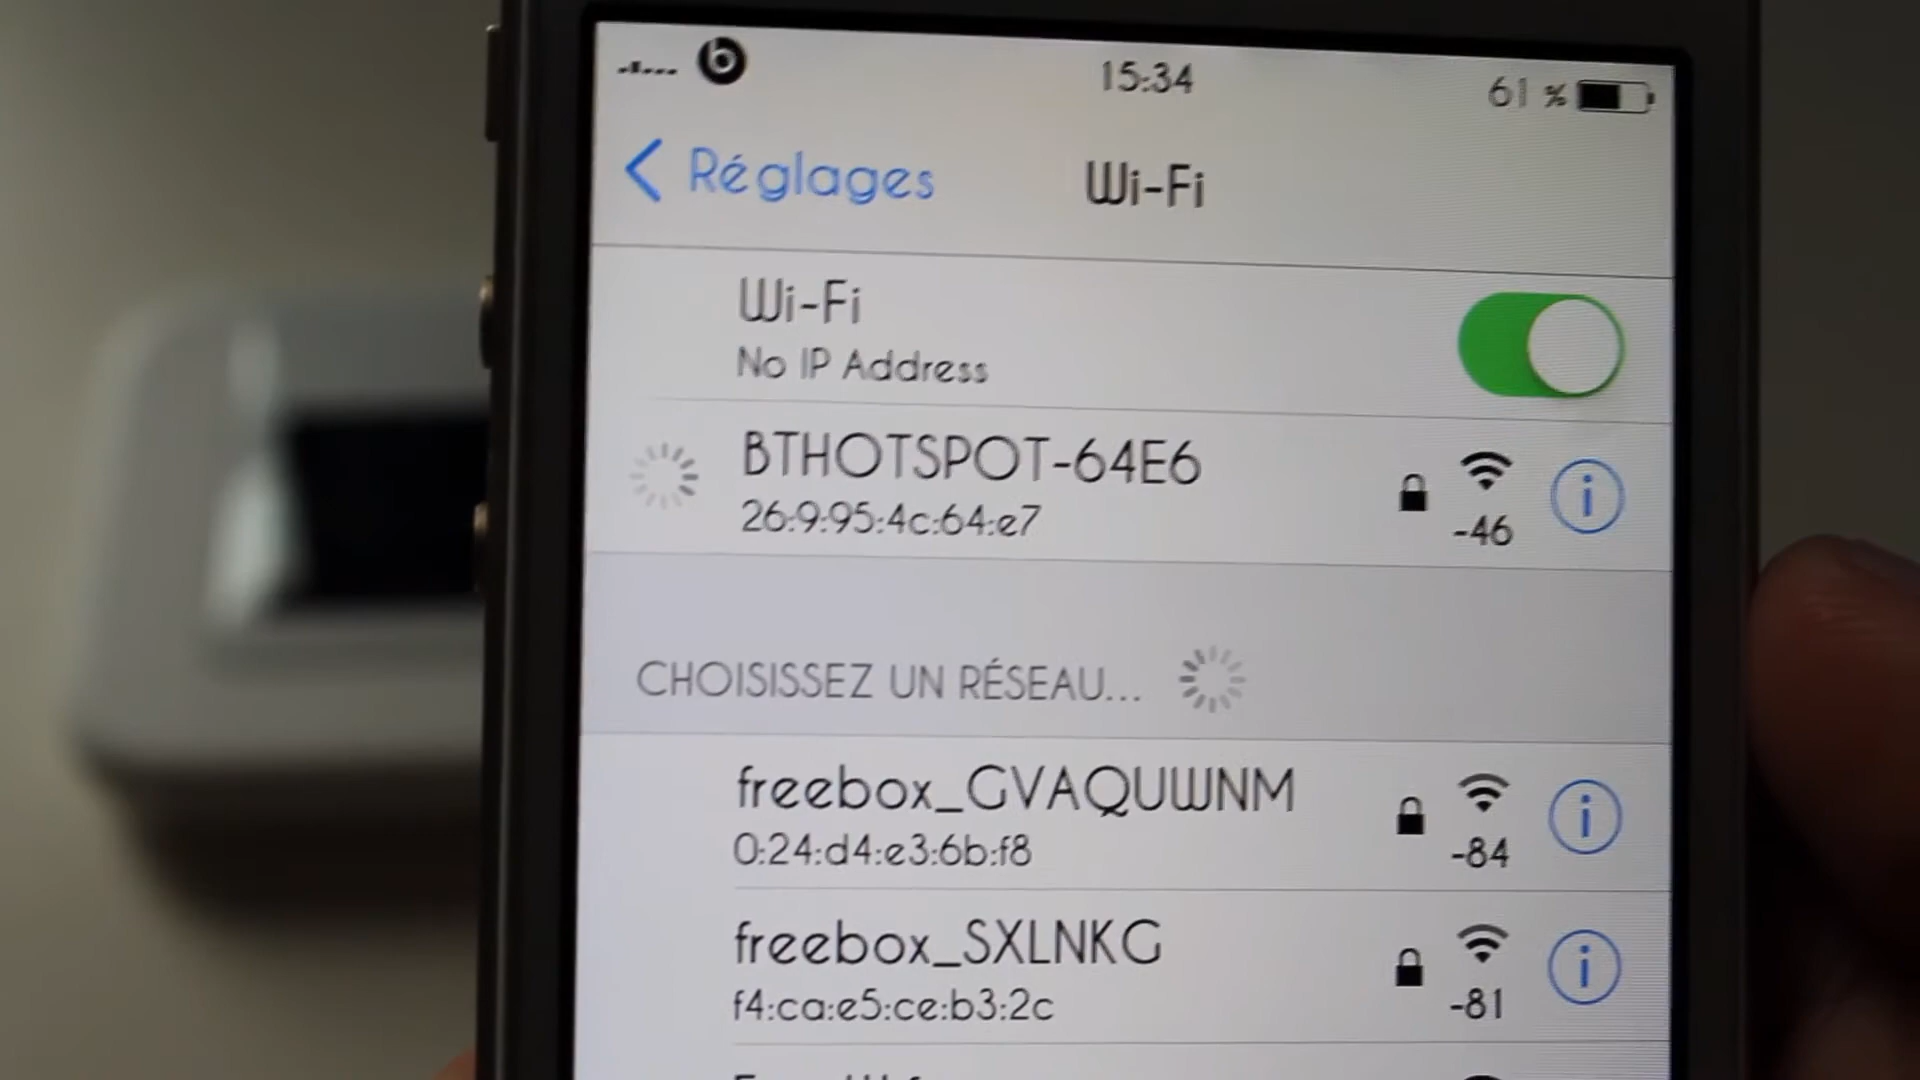 15:34
61 %
Réglages
Wi-Fi
Wi-Fi
No IP Address
BTHOTSPOT-64E6
26:9:95:4c:64:e7
-46
CHOISISSEZ UN RÉSEAU...
freebox_GVAQUWNM
0:24:d4:e3:6b:f8
-84
freebox_SXLNKG
f4:ca:e5:ce:b3:2c
-81